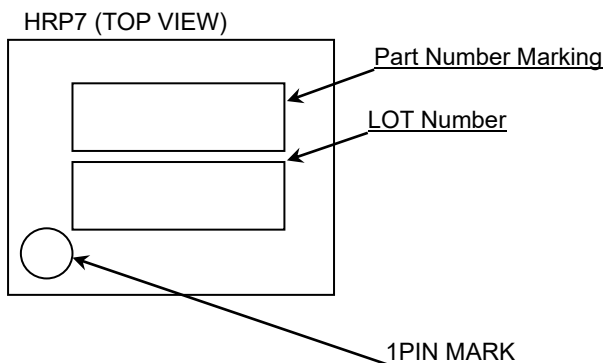 HRP7 (TOP VIEW)
Part Number Marking
LOT Number
1PIN MARK